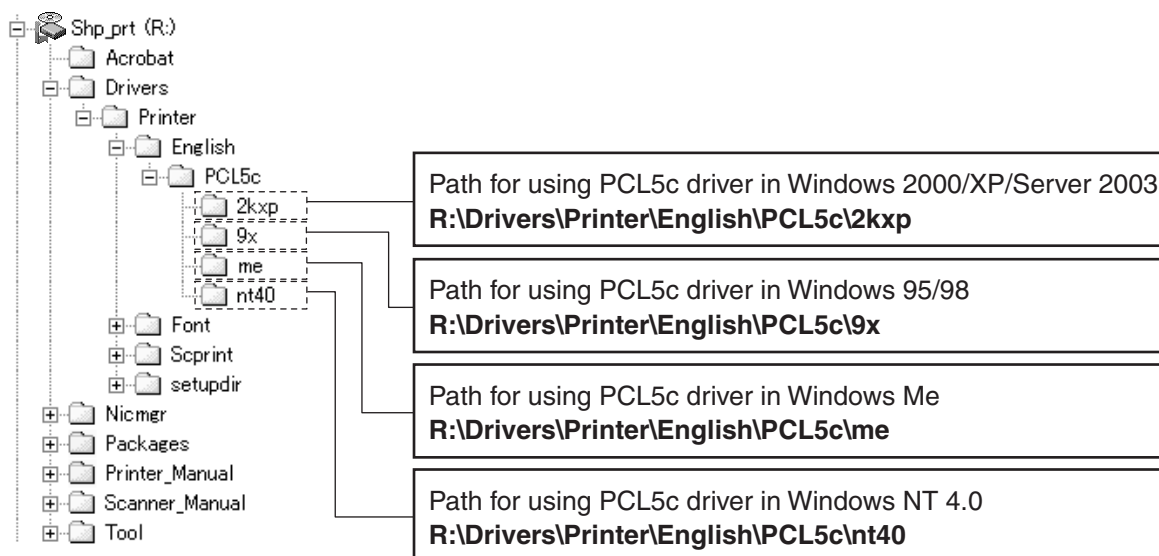 Shp_prt (R:)
Acrobat
Drivers
Printer
English
PCL5c
2kxp
9x
me
nt40
Font
Scprint
setupdir
Nicmgr
Packages
Printer_Manual
Scanner_Manual
Tool
Path for using PCL5c driver in Windows 2000/XP/Server 2003
R:\Drivers\Printer\English\PCL5c\2kxp
Path for using PCL5c driver in Windows 95/98
R:\Drivers\Printer\English\PCL5c\9x
Path for using PCL5c driver in Windows Me
R:\Drivers\Printer\English\PCL5c\me
Path for using PCL5c driver in Windows NT 4.0
R:\Drivers\Printer\English\PCL5c\nt40